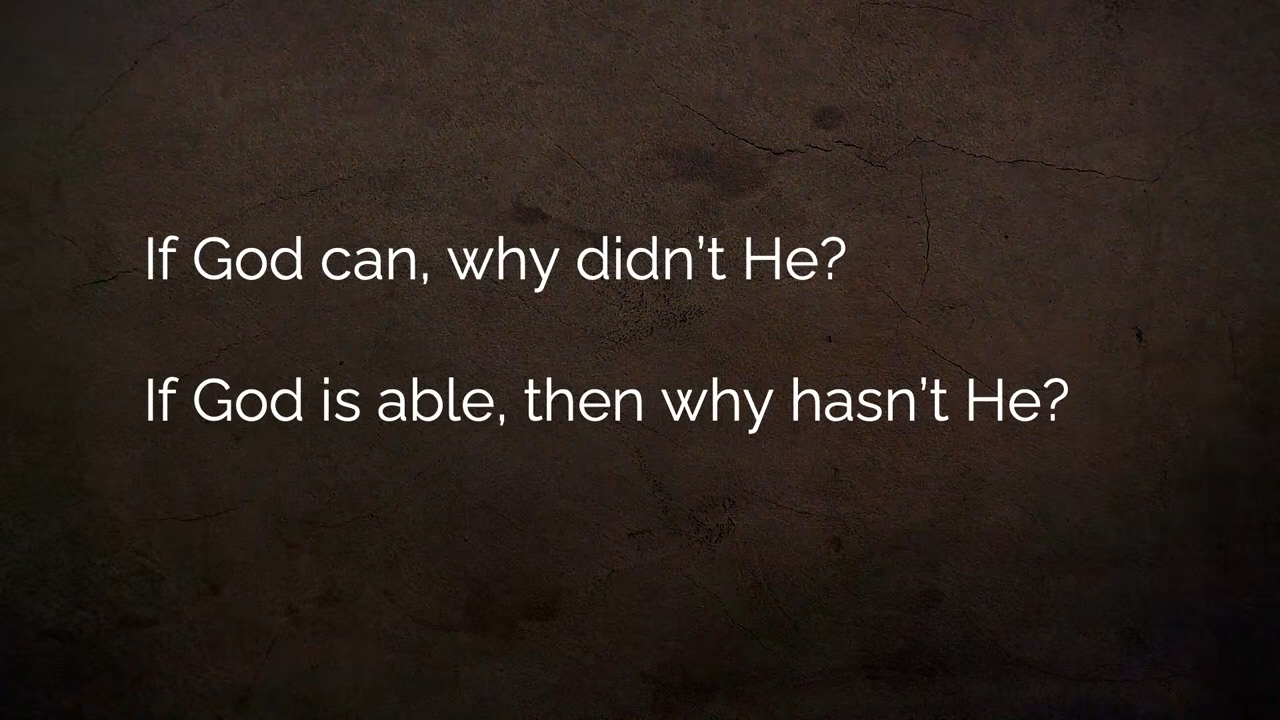 If God can, why didn’t He?
If God is able, then why hasn’t He?